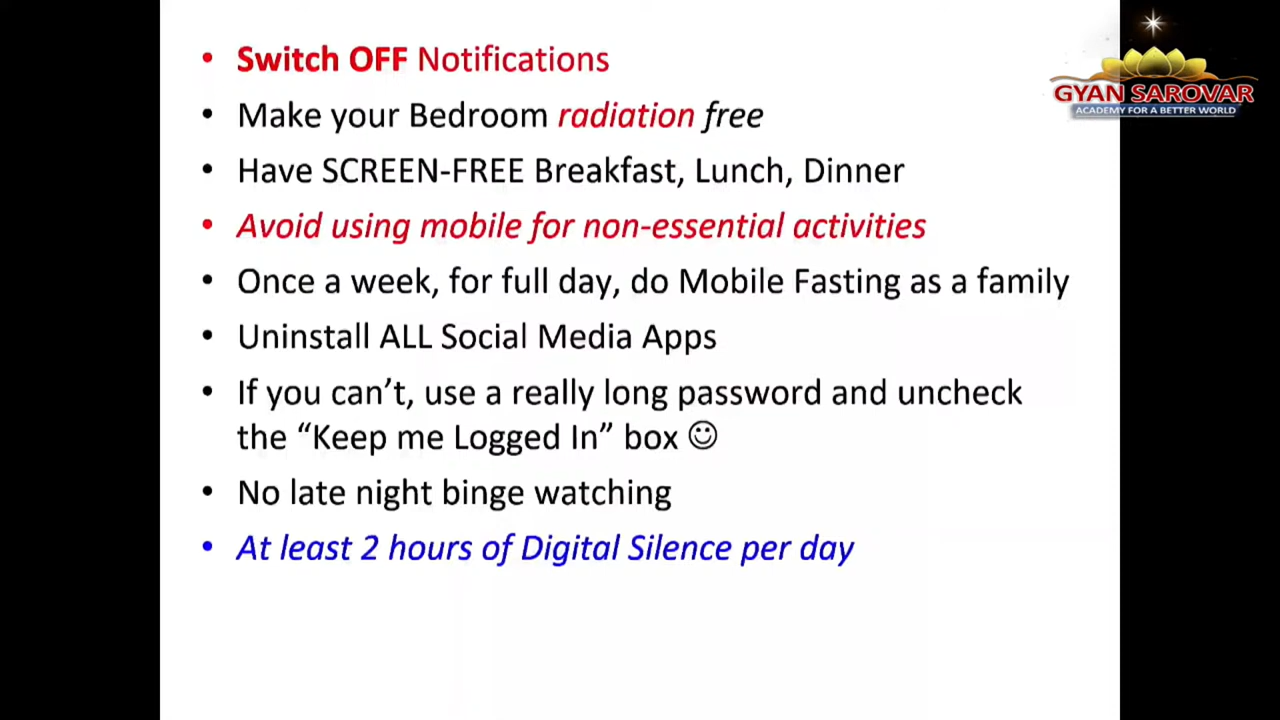 • Switch OFF Notifications
• Make your Bedroom radiation free
• Have SCREEN-FREE Breakfast, Lunch, Dinner
• Avoid using mobile for non-essential activities
• Once a week, for full day, do Mobile Fasting as a family
• Uninstall ALL Social Media Apps
• If you can’t, use a really long password and uncheck
the “Keep me Logged In” box ☺
• No late night binge watching
• At least 2 hours of Digital Silence per day
GYAN SAROVAR
ACADEMY FOR A BETTER WORLD